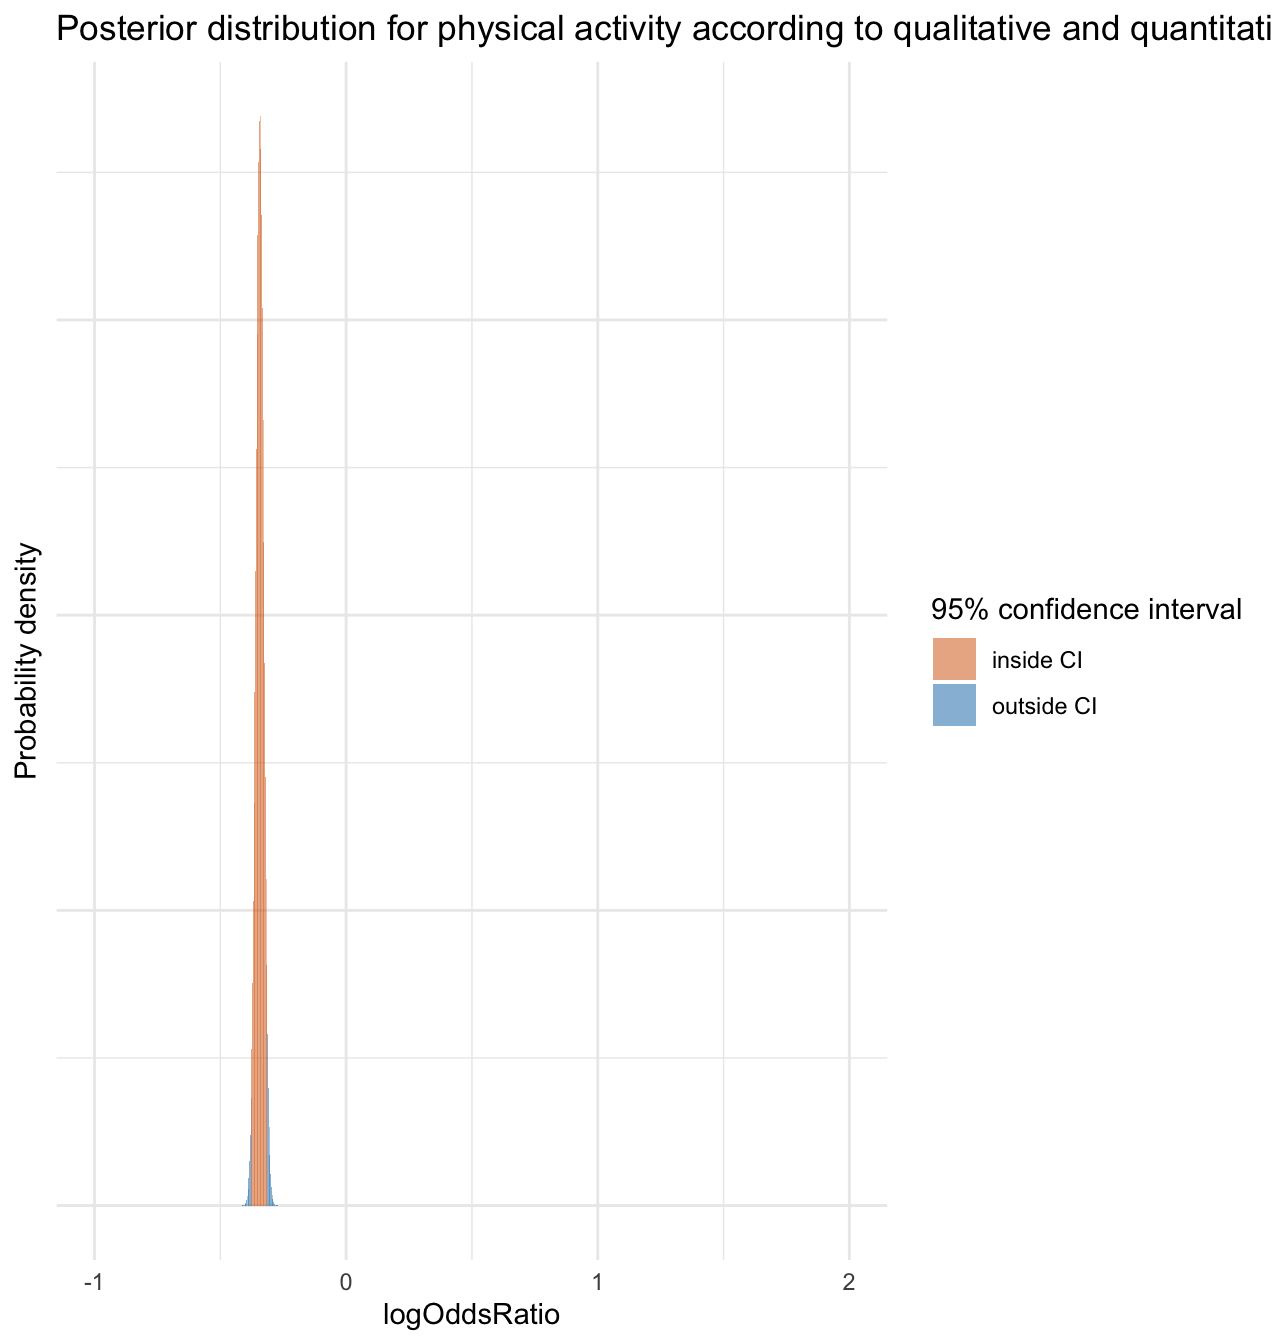 Posterior distribution for physical activity according to qualitative and quantitati
Probability density
95% confidence interval
inside CI
outside CI
-1 0 1 2
logOddsRatio